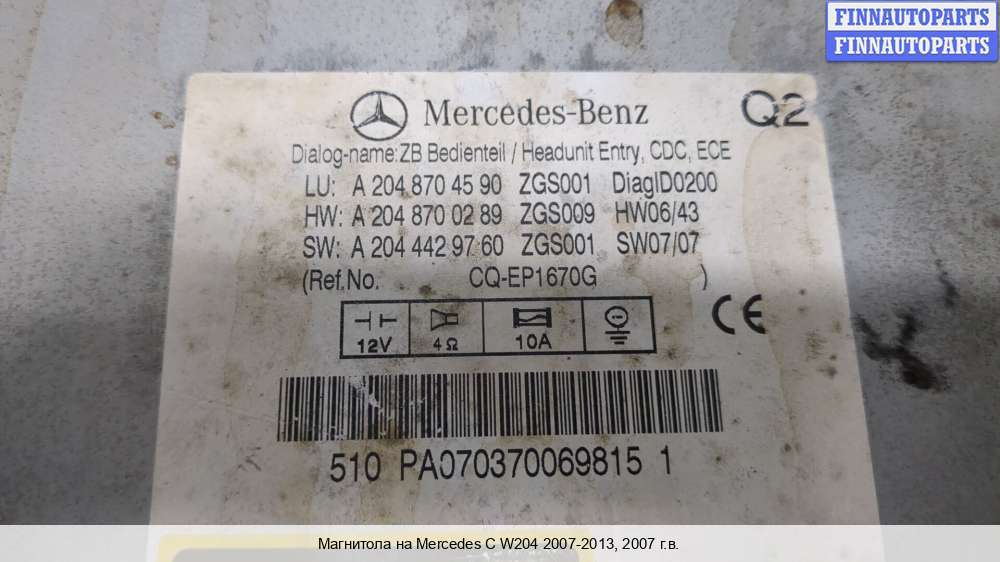 FINNAUTOPARTS
FINNAUTOPARTS
Mercedes-Benz Q2
Dialog-name:ZB Bedienteil / Headunit Entry, CDC, ECE
LU: A 204 870 45 90 ZGS001 DiagID0200
HW: A 204 870 02 89 ZGS009 HW06/43
SW: A 204 442 97 60 ZGS001 SW07/07
(Ref.No. CQ-EP1670G )
12V 4Ω 10A CE
510 PA070370069815 1
Магнитола на Mercedes C W204 2007-2013, 2007 г.в.